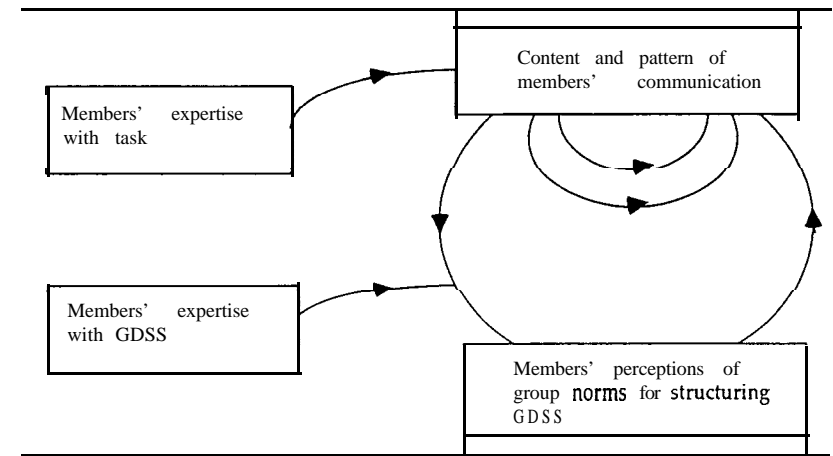 Content and pattern of
members' communication
Members' expertise
with task
Members' expertise
with GDSS
Members' perceptions of
group norms for structuring
GDSS